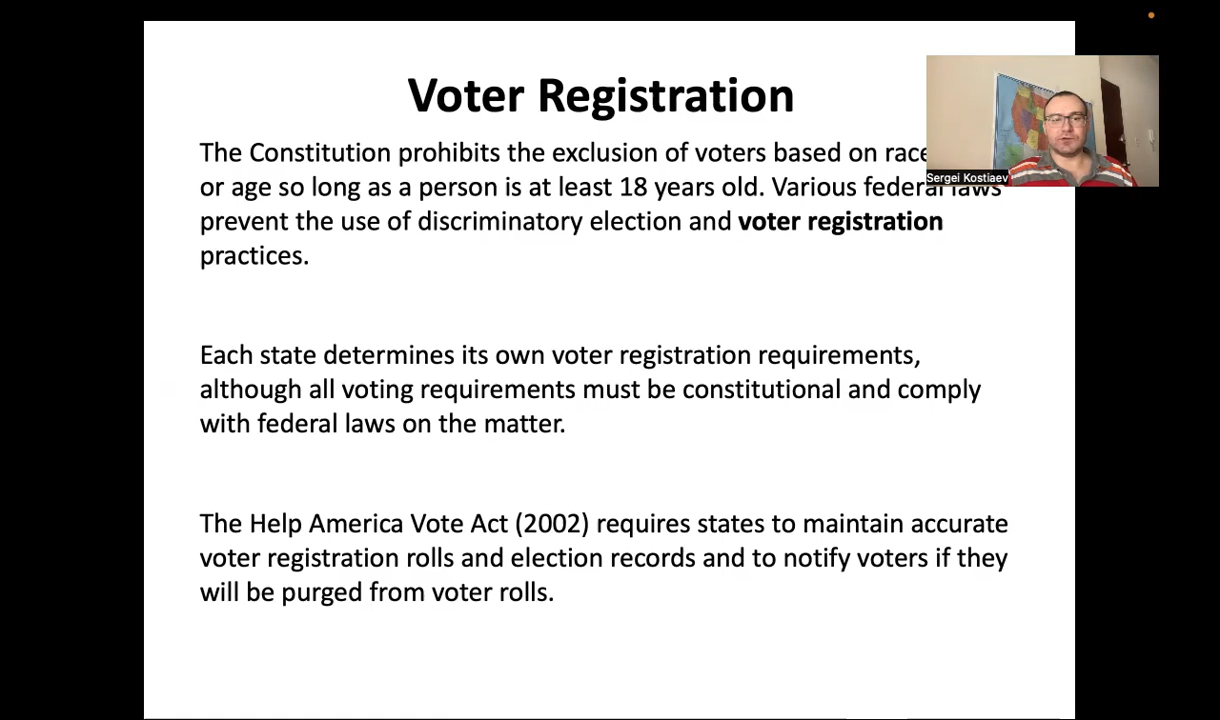 Voter Registration
The Constitution prohibits the exclusion of voters based on race
or age so long as a person is at least 18 years old. Various federal laws
prevent the use of discriminatory election and voter registration
practices.
Each state determines its own voter registration requirements,
although all voting requirements must be constitutional and comply
with federal laws on the matter.
The Help America Vote Act (2002) requires states to maintain accurate
voter registration rolls and election records and to notify voters if they
will be purged from voter rolls.
Sergei Kostiaev